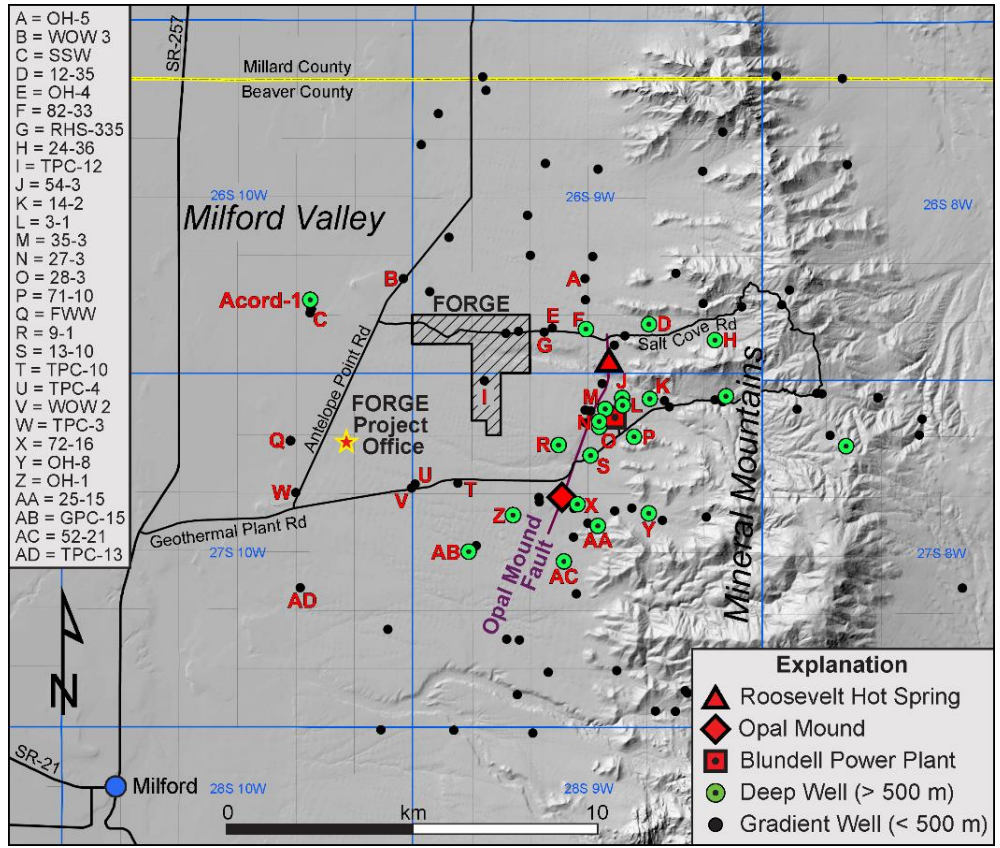 A = OH-5
B = WOW 3
C = SSW
D = 12-35
E = OH-4
F = 82-33
G = RHS-335
H = 24-36
I = TPC-12
J = 54-3
K = 14-2
L = 3-1
M = 35-3
N = 27-3
O = 28-3
P = 71-10
Q = FWW
R = 9-1
S = 13-10
T = TPC-10
U = TPC-4
V = WOW 2
W = TPC-3
X = 72-16
Y = OH-8
Z = OH-1
AA = 25-15
AB = GPC-15
AC = 52-21
AD = TPC-13
SR-257
Millard County
Beaver County
26S 10W
26S 9W
26S 8W
Milford Valley
B
A
Acord-1
C
FORGE
E
F
G
D
H
Salt Cove Rd
Antelope Point Rd
I
J
K
M
L
N
O
P
FORGE
Project
Office
Q
R
S
W
V
U
T
X
Z
Y
AA
AB
AC
AD
Geothermal Plant Rd
Opal Mound
Fault
Mineral Mountains
27S 10W
27S 8W
N
SR-21
Milford
28S 10W
28S 9W
0
km
10
Explanation
Roosevelt Hot Spring
Opal Mound
Blundell Power Plant
Deep Well (> 500 m)
Gradient Well (< 500 m)